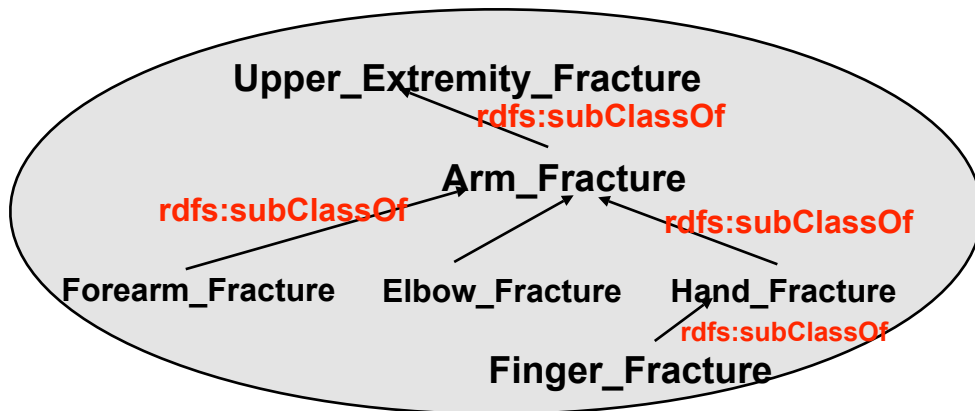 Upper_Extremity_Fracture
rdfs:subClassOf
Arm_Fracture
rdfs:subClassOf
rdfs:subClassOf
Forearm_Fracture
Elbow_Fracture
Hand_Fracture
rdfs:subClassOf
Finger_Fracture